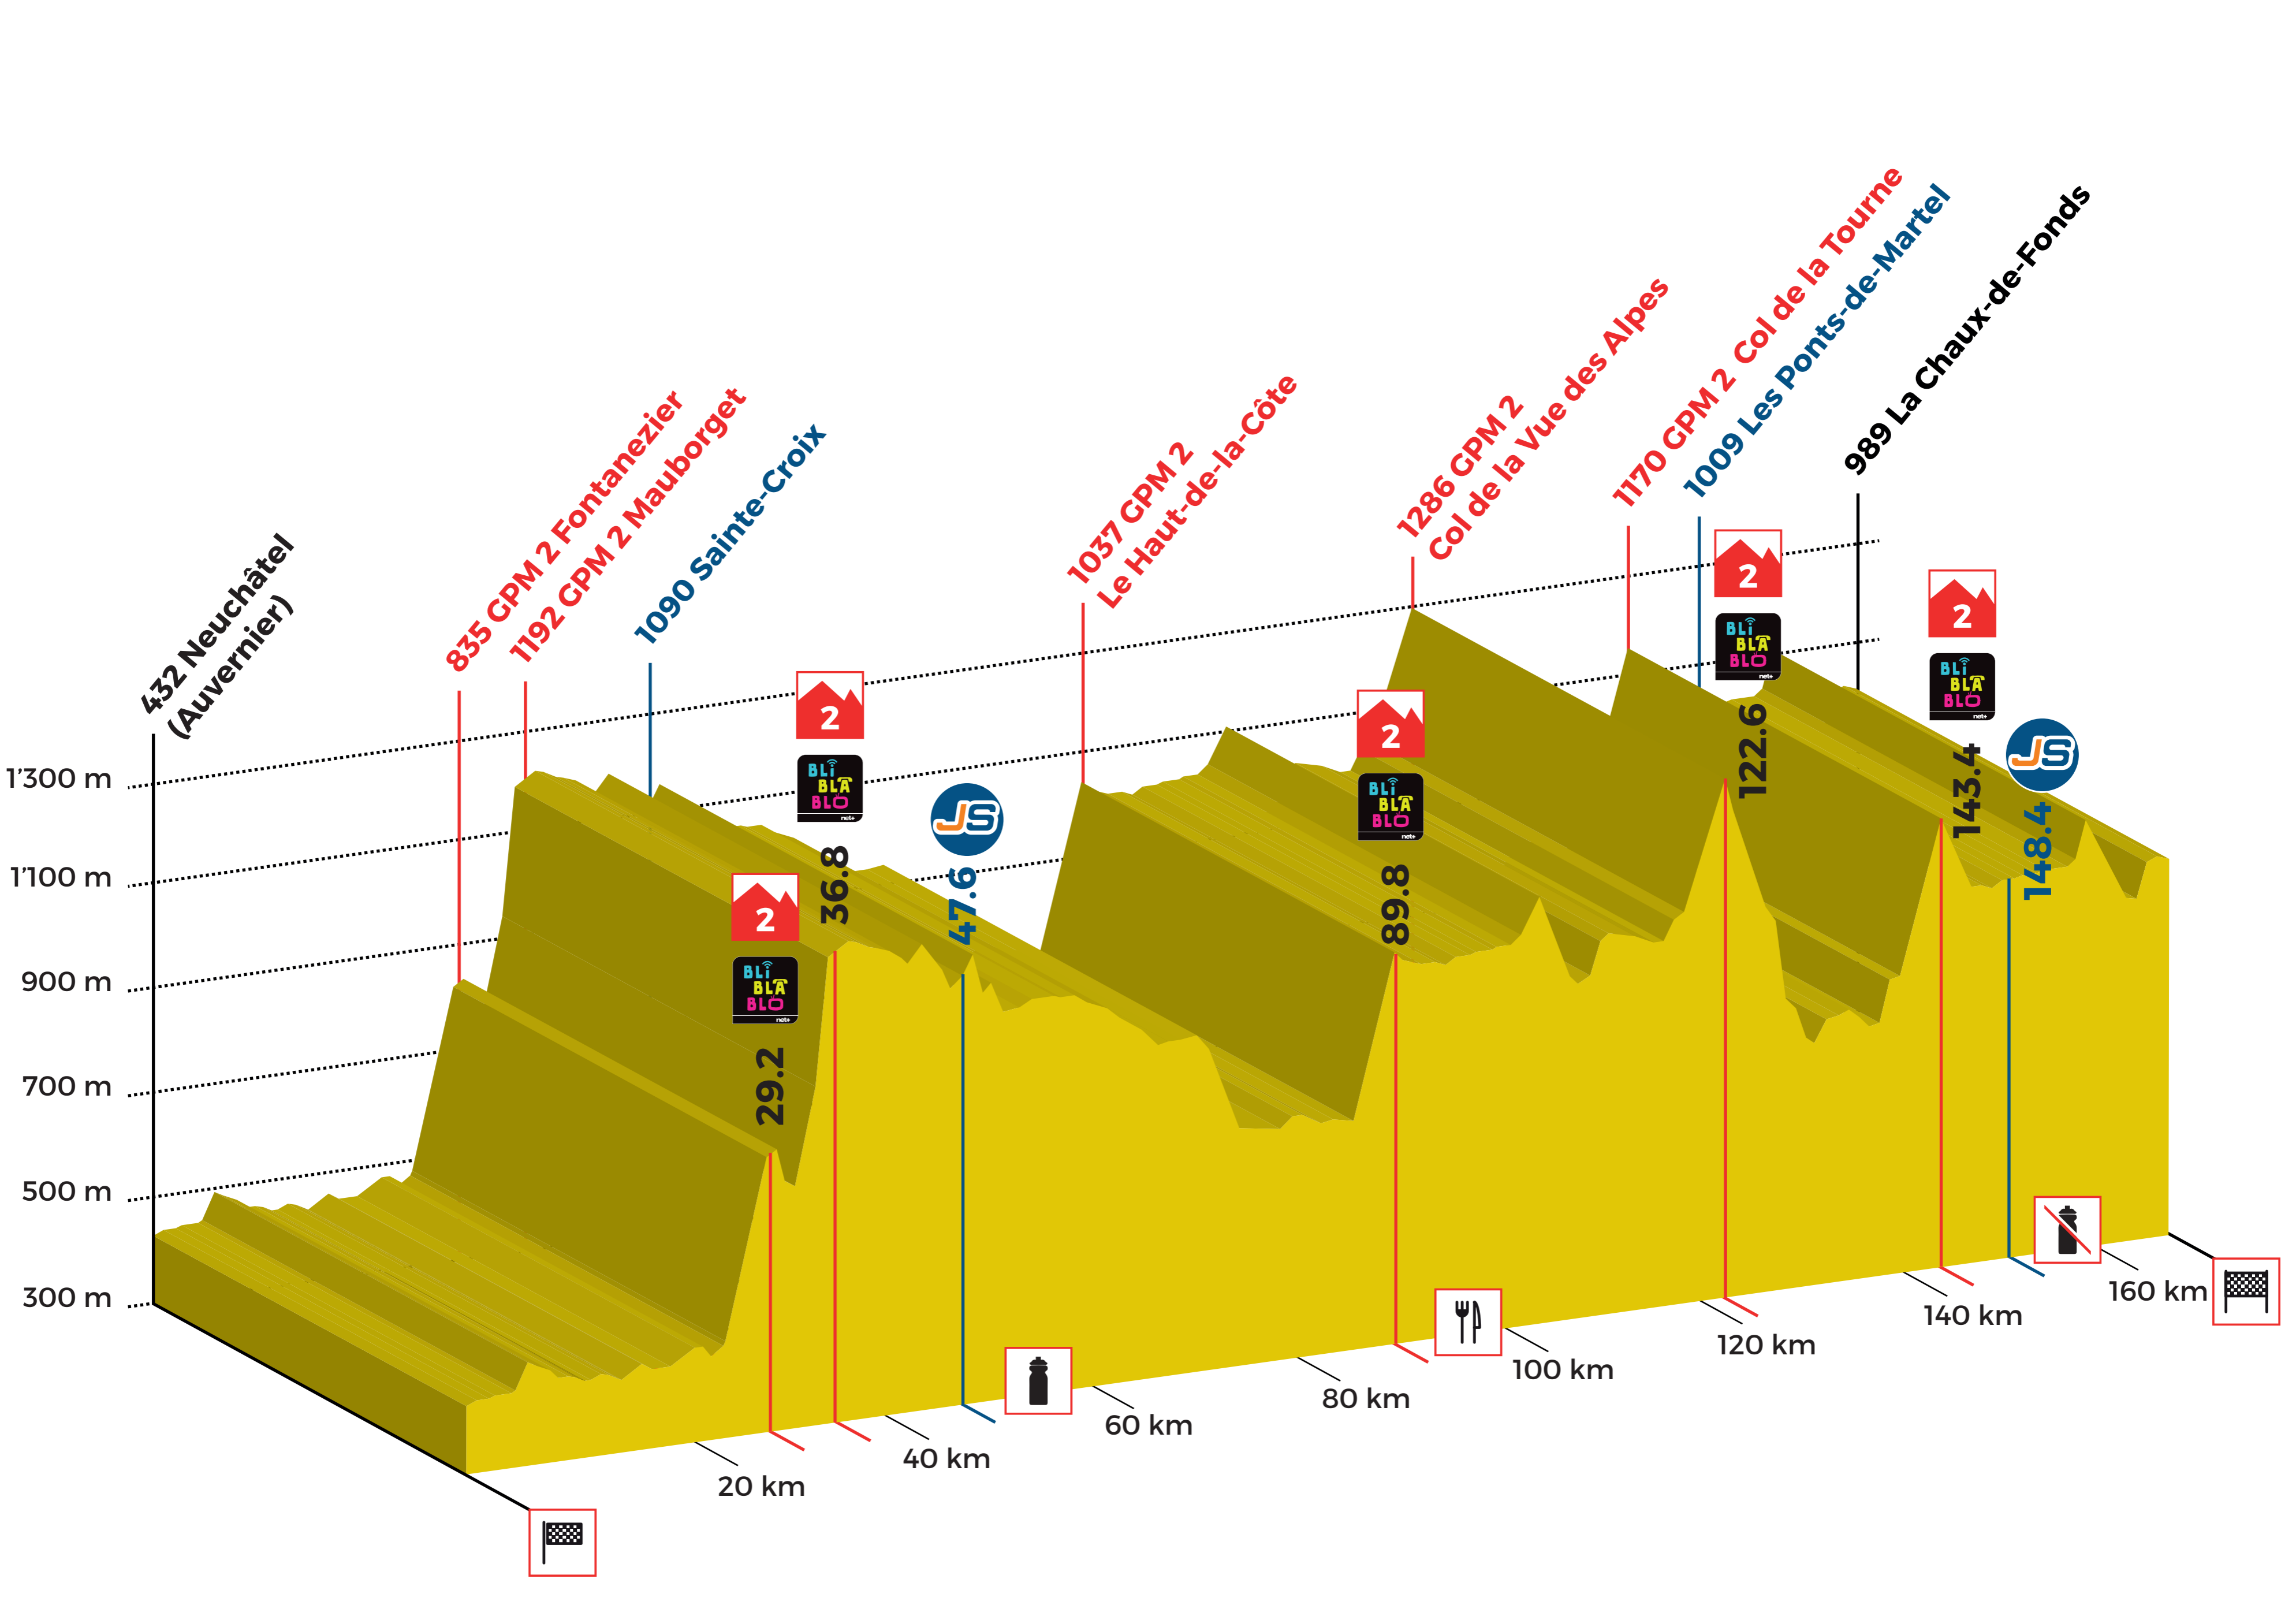 432 Neuchâtel
(Auvernier)
835 GPM 2 Fontanezier
1192 GPM 2 Mauborget
1090 Sainte-Croix
1037 GPM 2
Le Haut-de-la-Côte
1286 GPM 2
Col de la Vue des Alpes
1170 GPM 2 Col de la Tourne
1009 Les Ponts-de-Martel
989 La Chaux-de-Fonds
1'300 m
1'100 m
900 m
700 m
500 m
300 m
2
BLi
BLA
BLO
net+
29.2
2
BLi
BLA
BLO
net+
36.8
JS
47.6
2
BLi
BLA
BLO
net+
89.8
2
BLi
BLA
BLO
net+
122.6
2
BLi
BLA
BLO
net+
143.4
JS
148.4
20 km
40 km
60 km
80 km
100 km
120 km
140 km
160 km